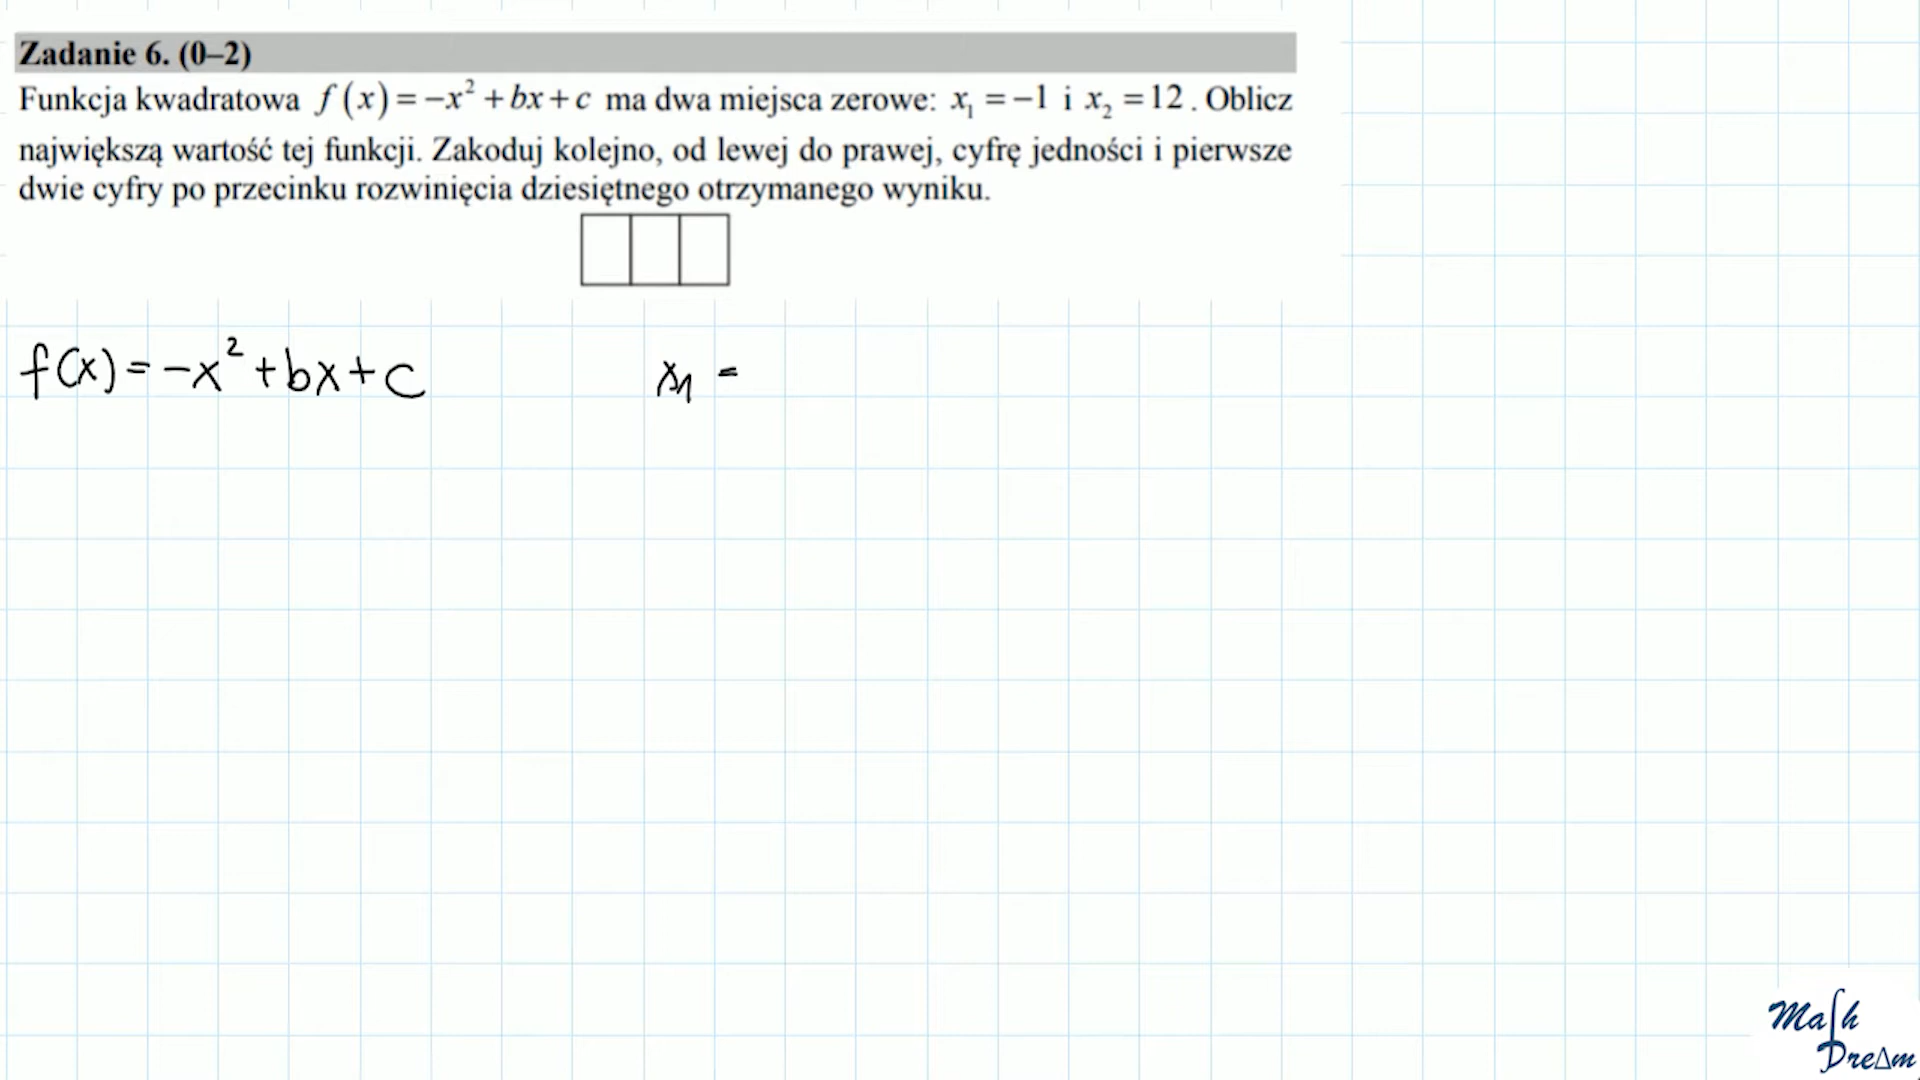 Zadanie 6. (0–2)
Funkcja kwadratowa f(x) = −x² + bx + c ma dwa miejsca zerowe: x₁ = −1 i x₂ = 12. Oblicz
największą wartość tej funkcji. Zakoduj kolejno, od lewej do prawej, cyfrę jedności i pierwsze
dwie cyfry po przecinku rozwinięcia dziesiętnego otrzymanego wyniku.
f(x) = −x² + bx + c x₁ =
Math
Dre∆m